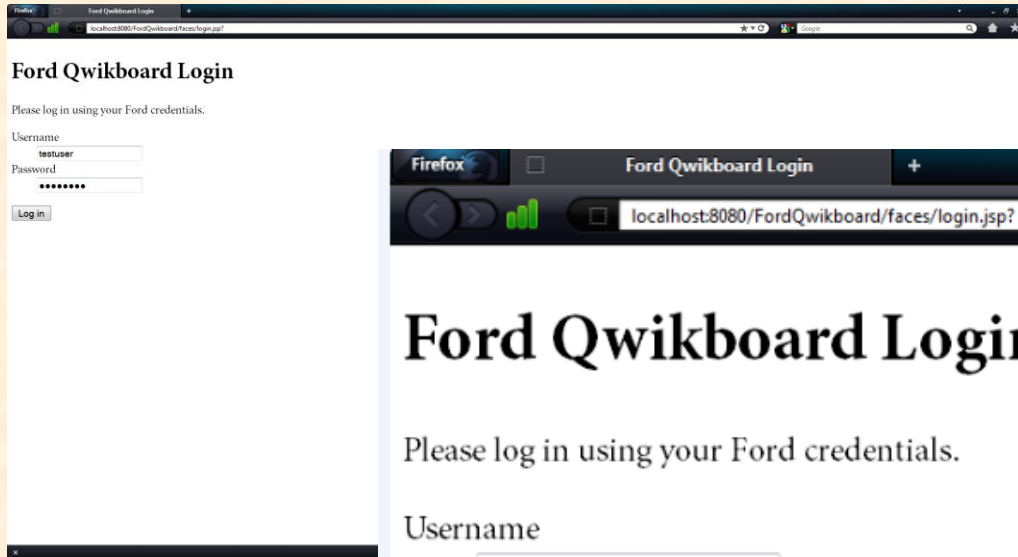 Firefox
Ford Qwikboard Login
+
localhost:8080/FordQwikboard/faces/login.jsp?
Google
Ford Qwikboard Login
Please log in using your Ford credentials.
Username
testuser
Password
Log in
Firefox
Ford Qwikboard Login
+
localhost:8080/FordQwikboard/faces/login.jsp?
Ford Qwikboard Login
Please log in using your Ford credentials.
Username